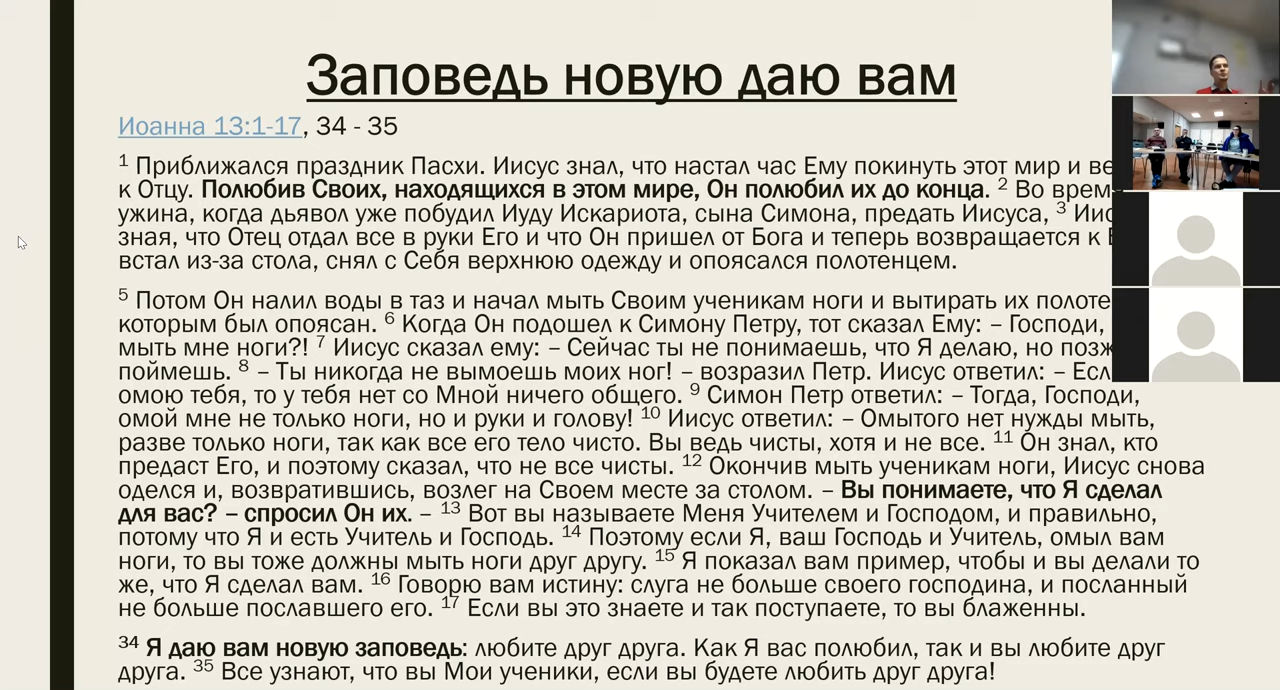 Заповедь новую даю вам
Иоанна 13:1-17, 34 - 35
1 Приближался праздник Пасхи. Иисус знал, что настал час Ему покинуть этот мир и
к Отцу. Полюбив Своих, находящихся в этом мире, Он полюбил их до конца. 2 Во
ужина, когда дьявол уже побудил Иуду Искариота, сына Симона, предать Иисуса, 3
зная, что Отец отдал все в руки Его и что Он пришел от Бога и теперь возвращается к
встал из-за стола, снял с Себя верхнюю одежду и опоясался полотенцем.
5 Потом Он налил воды в таз и начал мыть Своим ученикам ноги и вытирать их
которым был опоясан. 6 Когда Он подошел к Симону Петру, тот сказал Ему: – Господи,
мыть мне ноги?! 7 Иисус сказал ему: – Сейчас ты не понимаешь, что Я делаю, но
поймешь. 8 – Ты никогда не вымоешь моих ног! – возразил Петр. Иисус ответил: –
омою тебя, то у тебя нет со Мной ничего общего. 9 Симон Петр ответил: – Тогда, Господи,
омой мне не только ноги, но и руки и голову! 10 Иисус ответил: – Омытого нет нужды мыть,
разве только ноги, так как все его тело чисто. Вы ведь чисты, хотя и не все. 11 Он знал, кто
предаст Его, и поэтому сказал, что не все чисты. 12 Окончив мыть ученикам ноги, Иисус снова
оделся и, возвратившись, возлег на Своем месте за столом. – Вы понимаете, что Я сделал
для вас? – спросил Он их. – 13 Вот вы называете Меня Учителем и Господом, и правильно,
потому что Я и есть Учитель и Господь. 14 Поэтому если Я, ваш Господь и Учитель, омыл вам
ноги, то вы тоже должны мыть ноги друг другу. 15 Я показал вам пример, чтобы и вы делали то
же, что Я сделал вам. 16 Говорю вам истину: слуга не больше своего господина, и посланный
не больше пославшего его. 17 Если вы это знаете и так поступаете, то вы блаженны.
34 Я даю вам новую заповедь: любите друг друга. Как Я вас полюбил, так и вы любите друг
друга. 35 Все узнают, что вы Мои ученики, если вы будете любить друг друга!